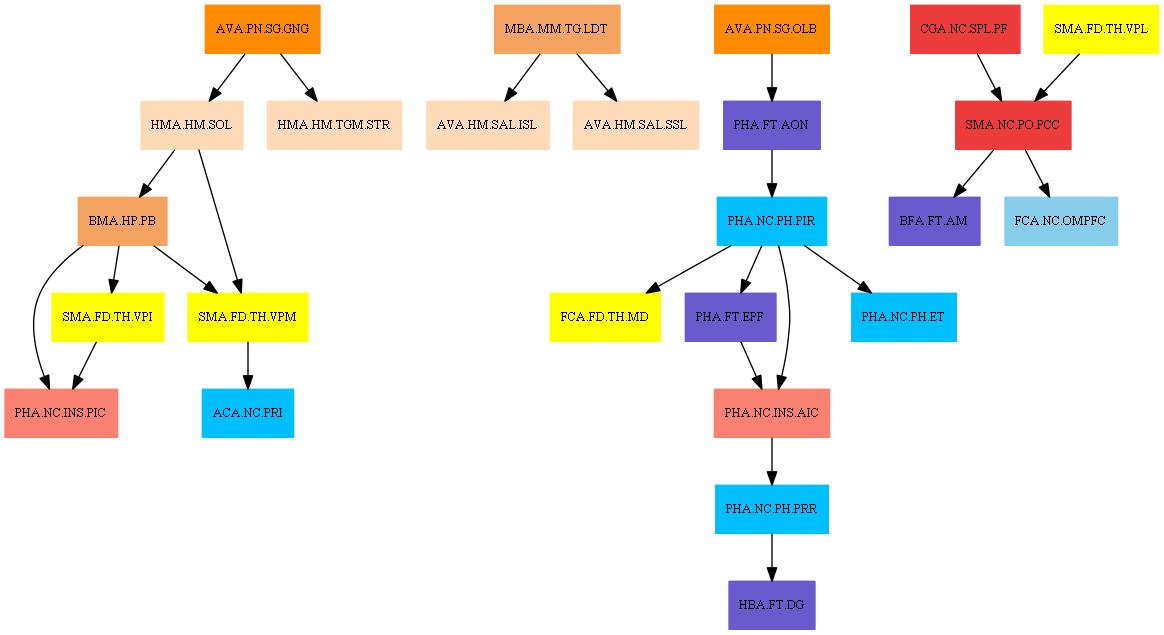 AVA.PN.SG.GNG
MBA.MM.TG.LDT
AVA.PN.SG.OLB
CGA.NC.SPL.PF
SMA.FD.TH.VPL
HMA.HM.SOL
HMA.HM.TGM.STR
AVA.HM.SAL.ISL
AVA.HM.SAL.SSL
PHA.FT.AON
SMA.NC.PO.PCC
BMA.HP.PB
PHA.NC.PH.PIR
BFA.FT.AM
FCA.NC.OMPFC
SMA.FD.TH.VPI
SMA.FD.TH.VPM
FCA.FD.TH.MD
PHA.FT.EPF
PHA.NC.PH.ET
PHA.NC.INS.PIC
ACA.NC.PRI
PHA.NC.INS.AIC
PHA.NC.PH.PRR
HBA.FT.DG